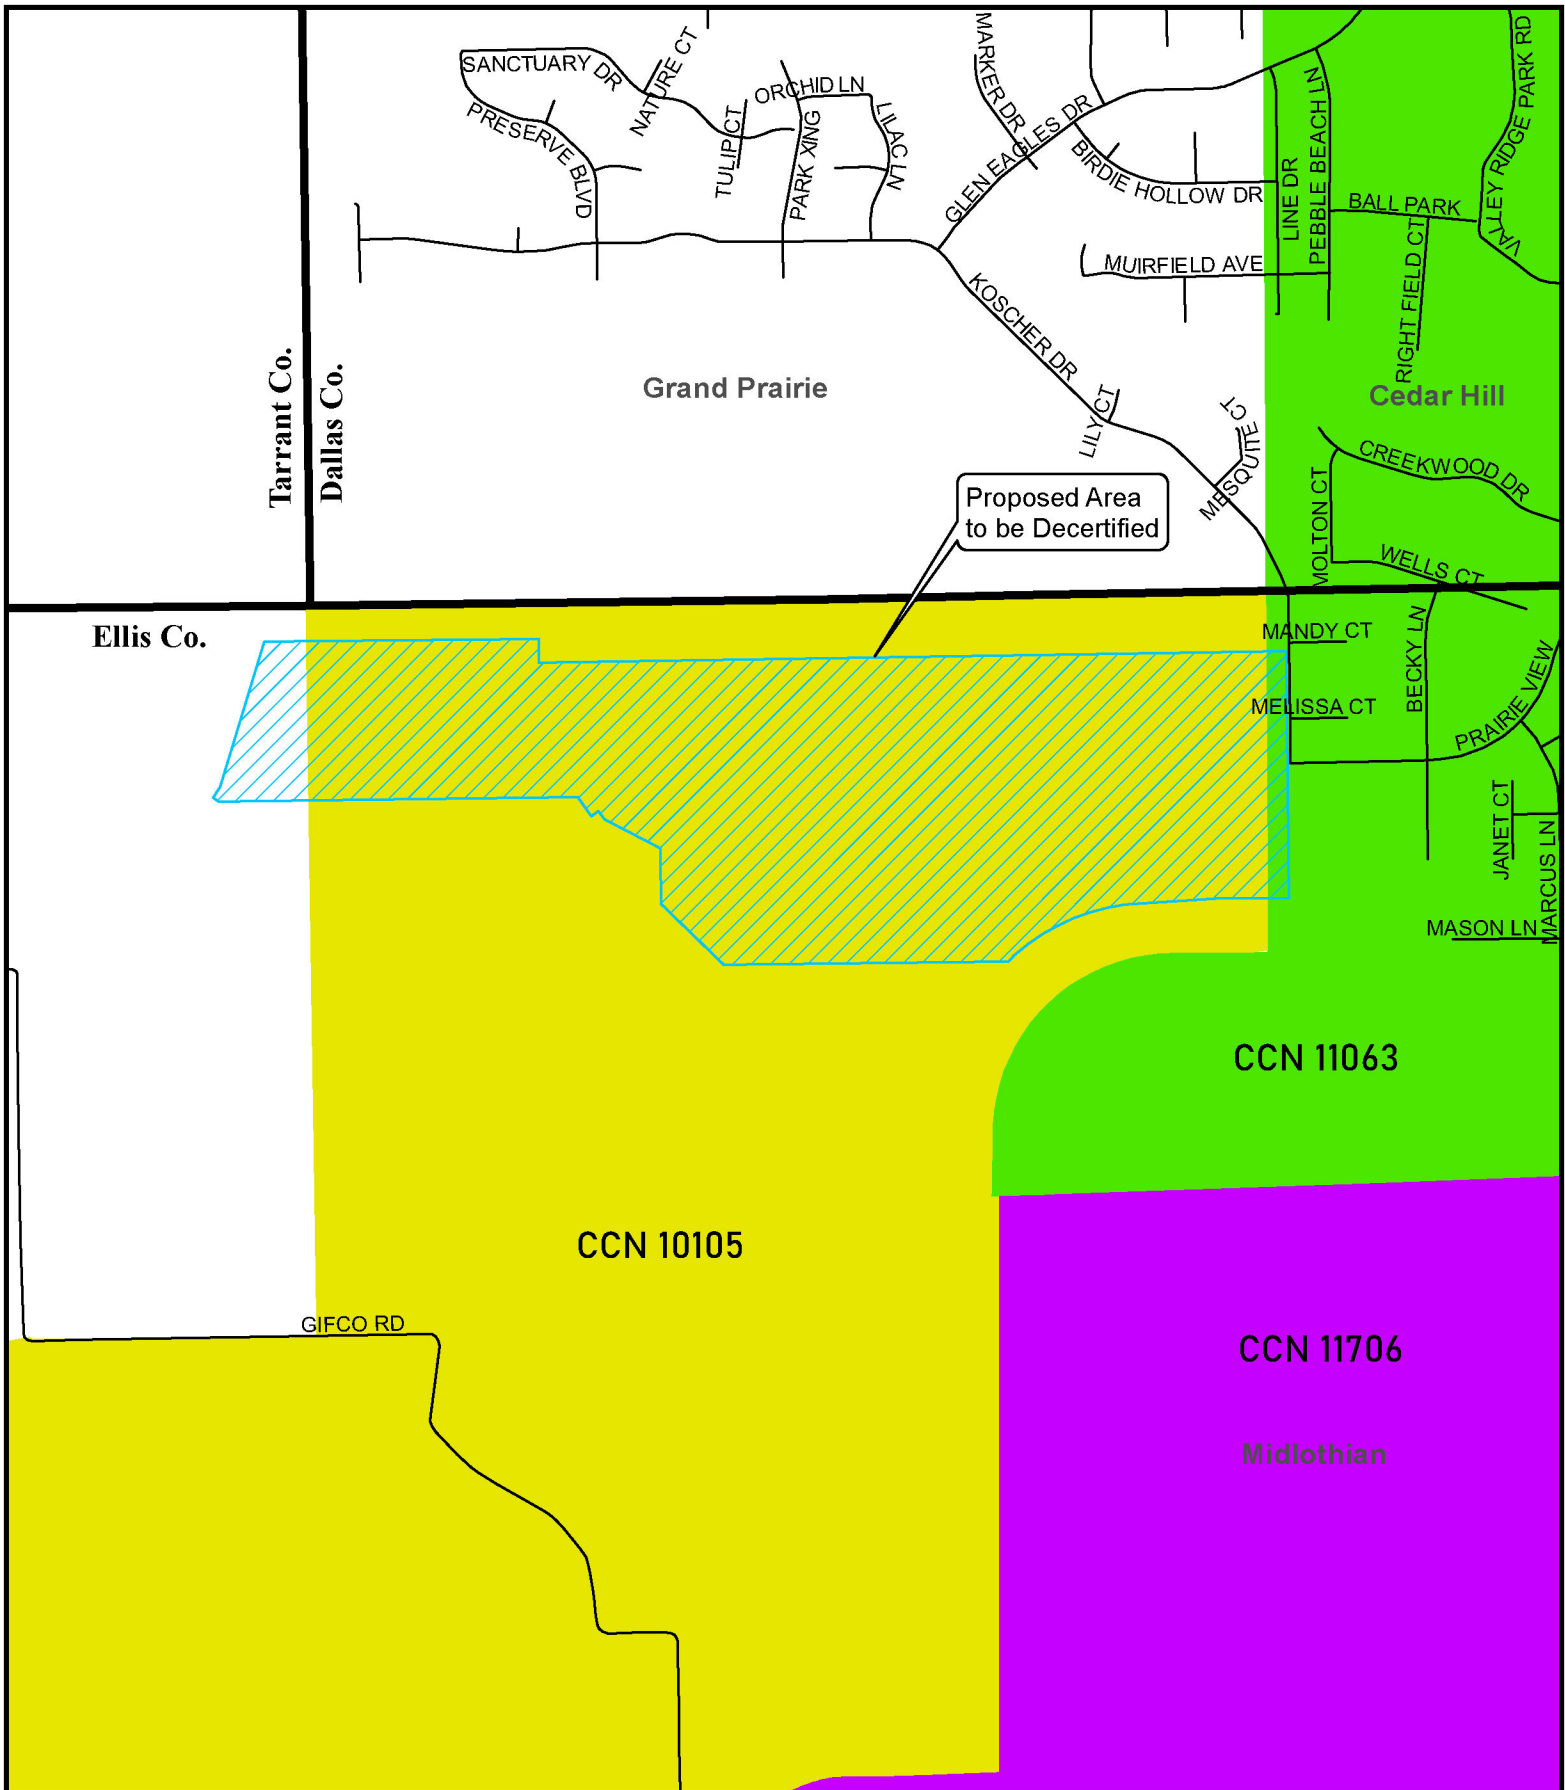 SANCTUARY DR
NATURE CT
PRESERVE BLVD
TULIP CT
ORCHID LN
PARK XING
LILAC LN
MARKER DR
GLEN EAGLES DR
BIRDIE HOLLOW DR
LINE DR
PEBBLE BEACH LN
VALLEY RIDGE PARK RD
BALL PARK
RIGHT FIELD CT
MUIRFIELD AVE
KOSCHER DR
Tarrant Co.
Dallas Co.
Grand Prairie
Cedar Hill
LILY CT
MESQUITE CT
CREEKWOOD DR
MOLTON CT
WELLS CT
Proposed Area
to be Decertified
Ellis Co.
MANDY CT
BECKY LN
MELISSA CT
PRAIRIE VIEW
JANET CT
MARCUS LN
MASON LN
CCN 11063
CCN 10105
GIFCO RD
CCN 11706
Midlothian